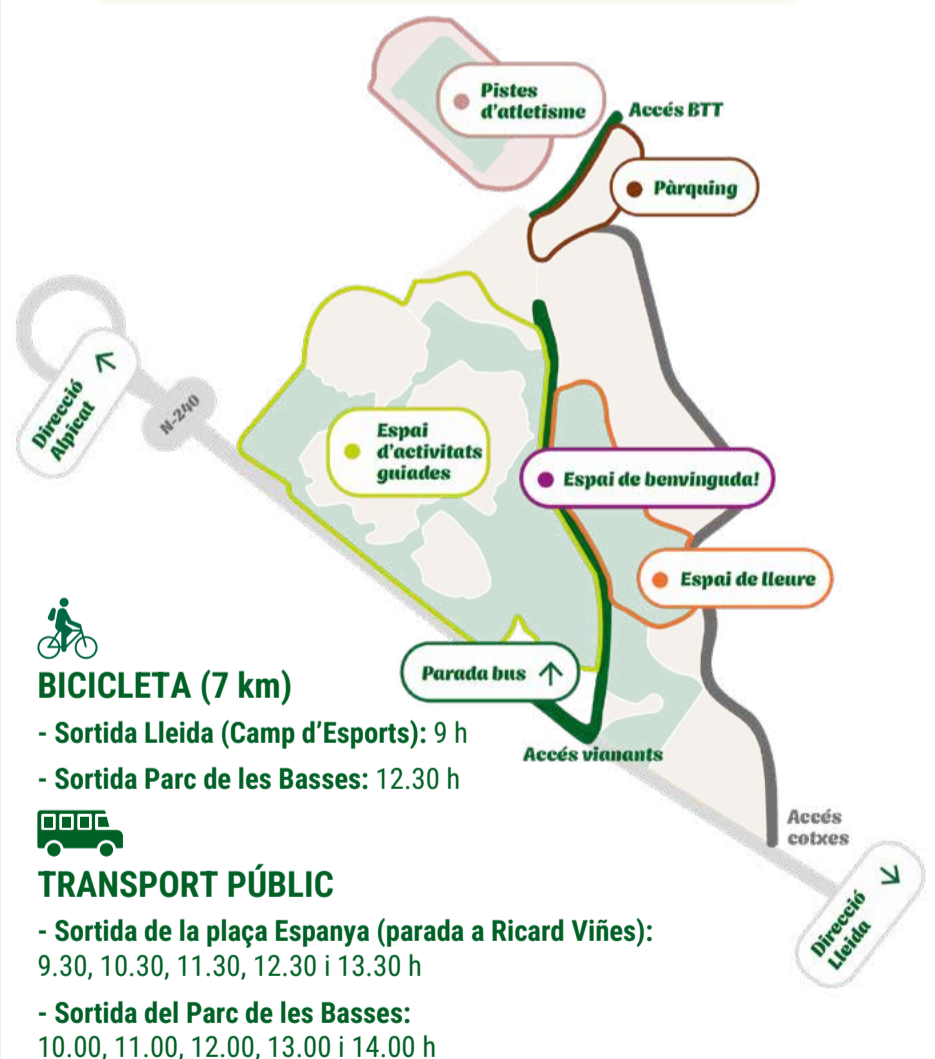 Pistes
d'atletisme
Accés BTT
Pàrquing
Direcció
Alpicat
N-240
Espai
d'activitats
guiades
Espai de benvinguda!
Espai de lleure
Parada bus
Accés vianants
Accés
cotxes
Direcció
Lleida
BICICLETA (7 km)
- Sortida Lleida (Camp d'Esports): 9 h
- Sortida Parc de les Basses: 12.30 h
TRANSPORT PÚBLIC
- Sortida de la plaça Espanya (parada a Ricard Viñes):
9.30, 10.30, 11.30, 12.30 i 13.30 h
- Sortida del Parc de les Basses:
10.00, 11.00, 12.00, 13.00 i 14.00 h